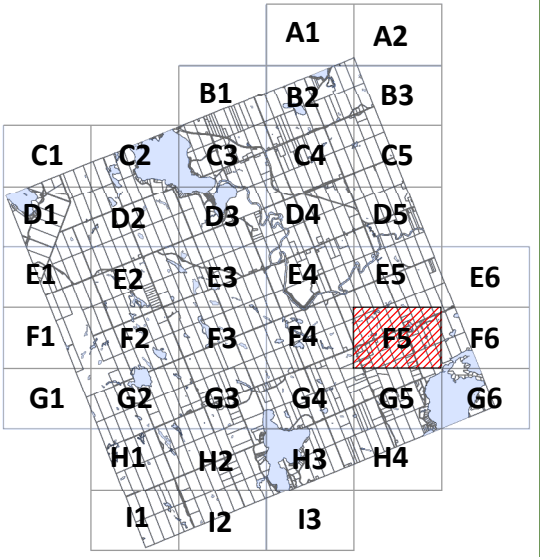 A1 A2
B1 B2 B3
C1 C2 C3 C4 C5
D1 D2 D3 D4 D5
E1 E2 E3 E4 E5 E6
F1 F2 F3 F4 F5 F6
G1 G2 G3 G4 G5 G6
H1 H2 H3 H4
I1 I2 I3